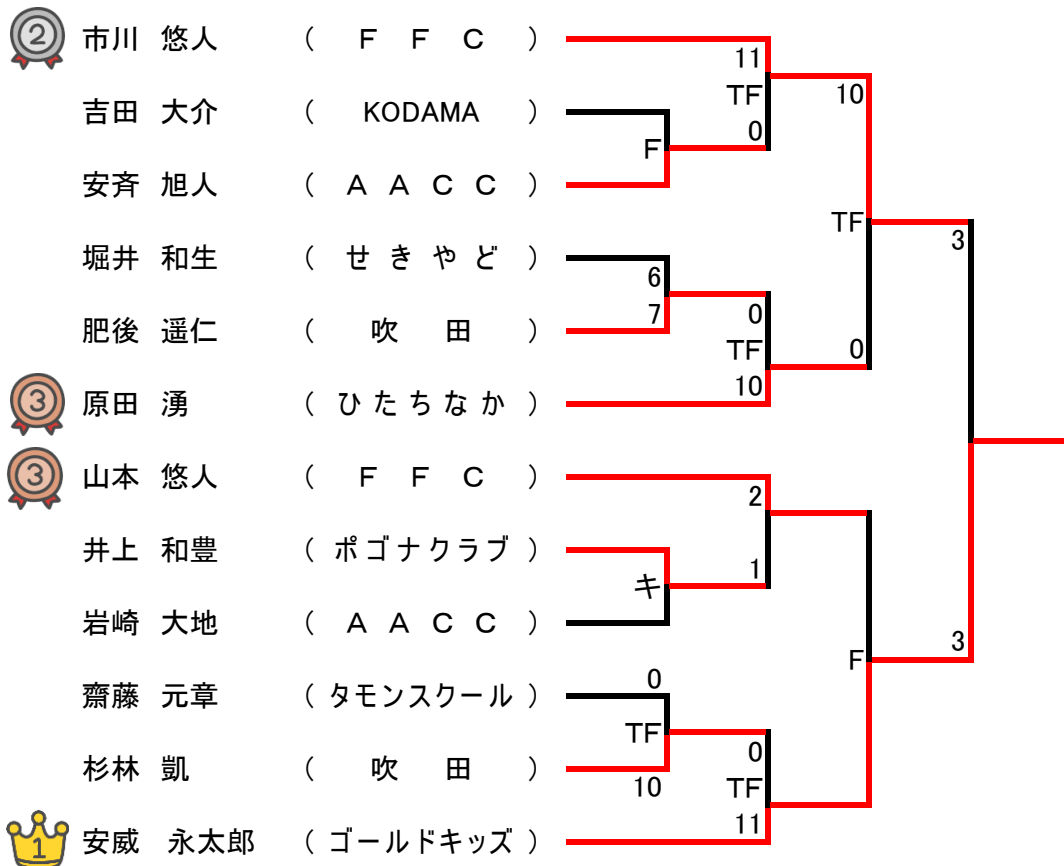 2 市川 悠人 ( F F C )
11
TF
10
吉田 大介 ( KODAMA )
0
F
安斉 旭人 ( A A C C )
TF
3
堀井 和生 ( せきやど )
6
7
0
肥後 遥仁 ( 吹 田 )
TF
0
10
3 原田 湧 ( ひたちなか )
3 山本 悠人 ( F F C )
2
井上 和豊 ( ポゴナクラブ )
1
キ
岩崎 大地 ( A A C C )
3
F
0
齋藤 元章 ( タモンスクール )
TF
0
杉林 凱 ( 吹 田 )
10
TF
11
1 安威 永太郎 ( ゴールドキッズ )